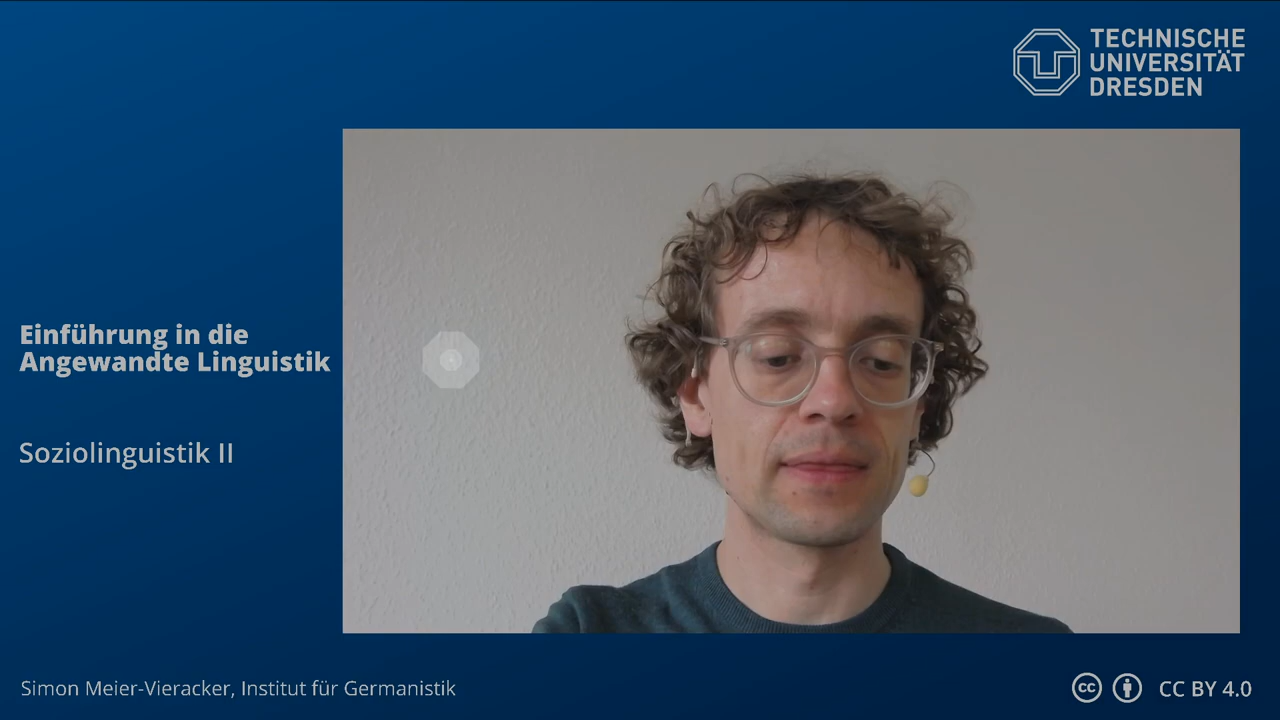 TECHNISCHE
UNIVERSITÄT
DRESDEN
Einführung in die
Angewandte Linguistik
Soziolinguistik II
Simon Meier-Vieracker, Institut für Germanistik
cc CC BY 4.0